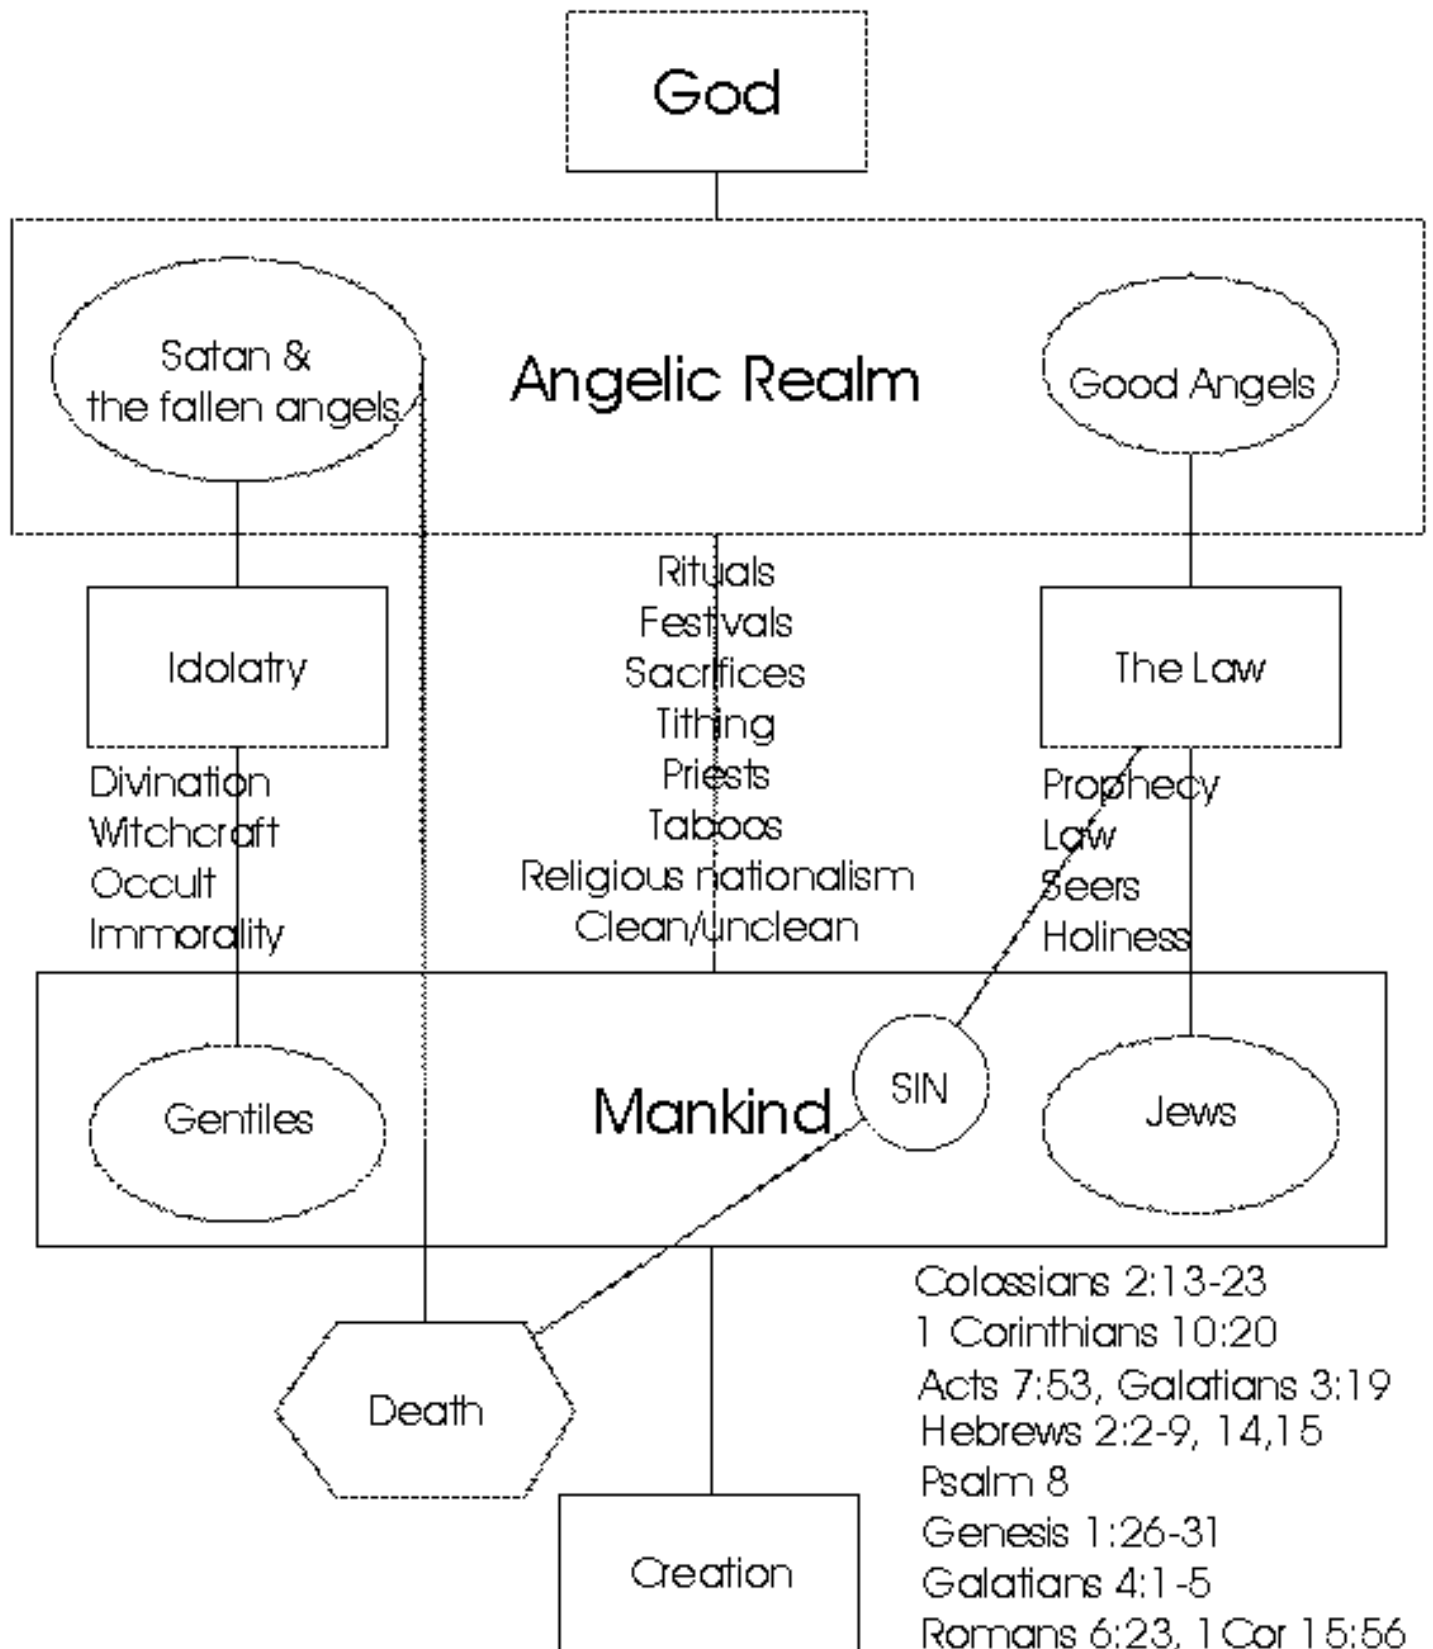 God
Satan &
the fallen angels
Angelic Realm
Good Angels
Idolatry
Rituals
Festivals
Sacrifices
Tithing
Priests
Taboos
Religious nationalism
Clean/unclean
The Law
Divination
Witchcraft
Occult
Immorality
Prophecy
Law
Seers
Holiness
Gentiles
Mankind
SIN
Jews
Death
Creation
Colossians 2:13-23
1 Corinthians 10:20
Acts 7:53, Galatians 3:19
Hebrews 2:2-9, 14,15
Psalm 8
Genesis 1:26-31
Galatians 4:1-5
Romans 6:23, 1Cor 15:56